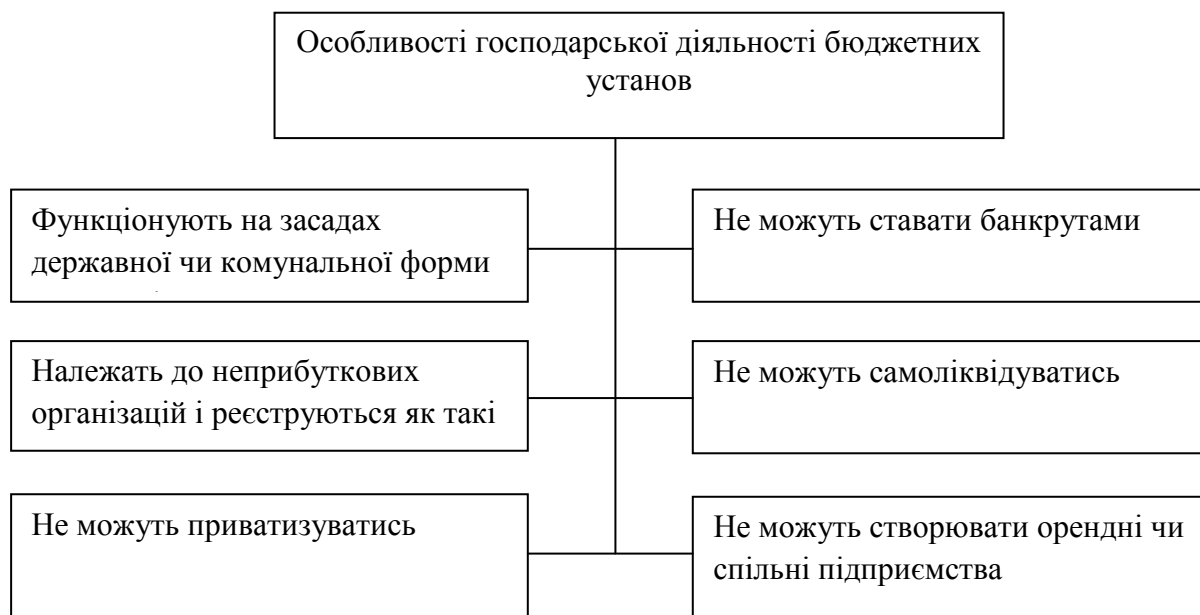 Особливості господарської діяльності бюджетних
установ
Функціонують на засадах
державної чи комунальної форми
Не можуть ставати банкрутами
Належать до неприбуткових
організацій і реєструються як такі
Не можуть самоліквідуватись
Не можуть приватизуватись
Не можуть створювати орендні чи
спільні підприємства